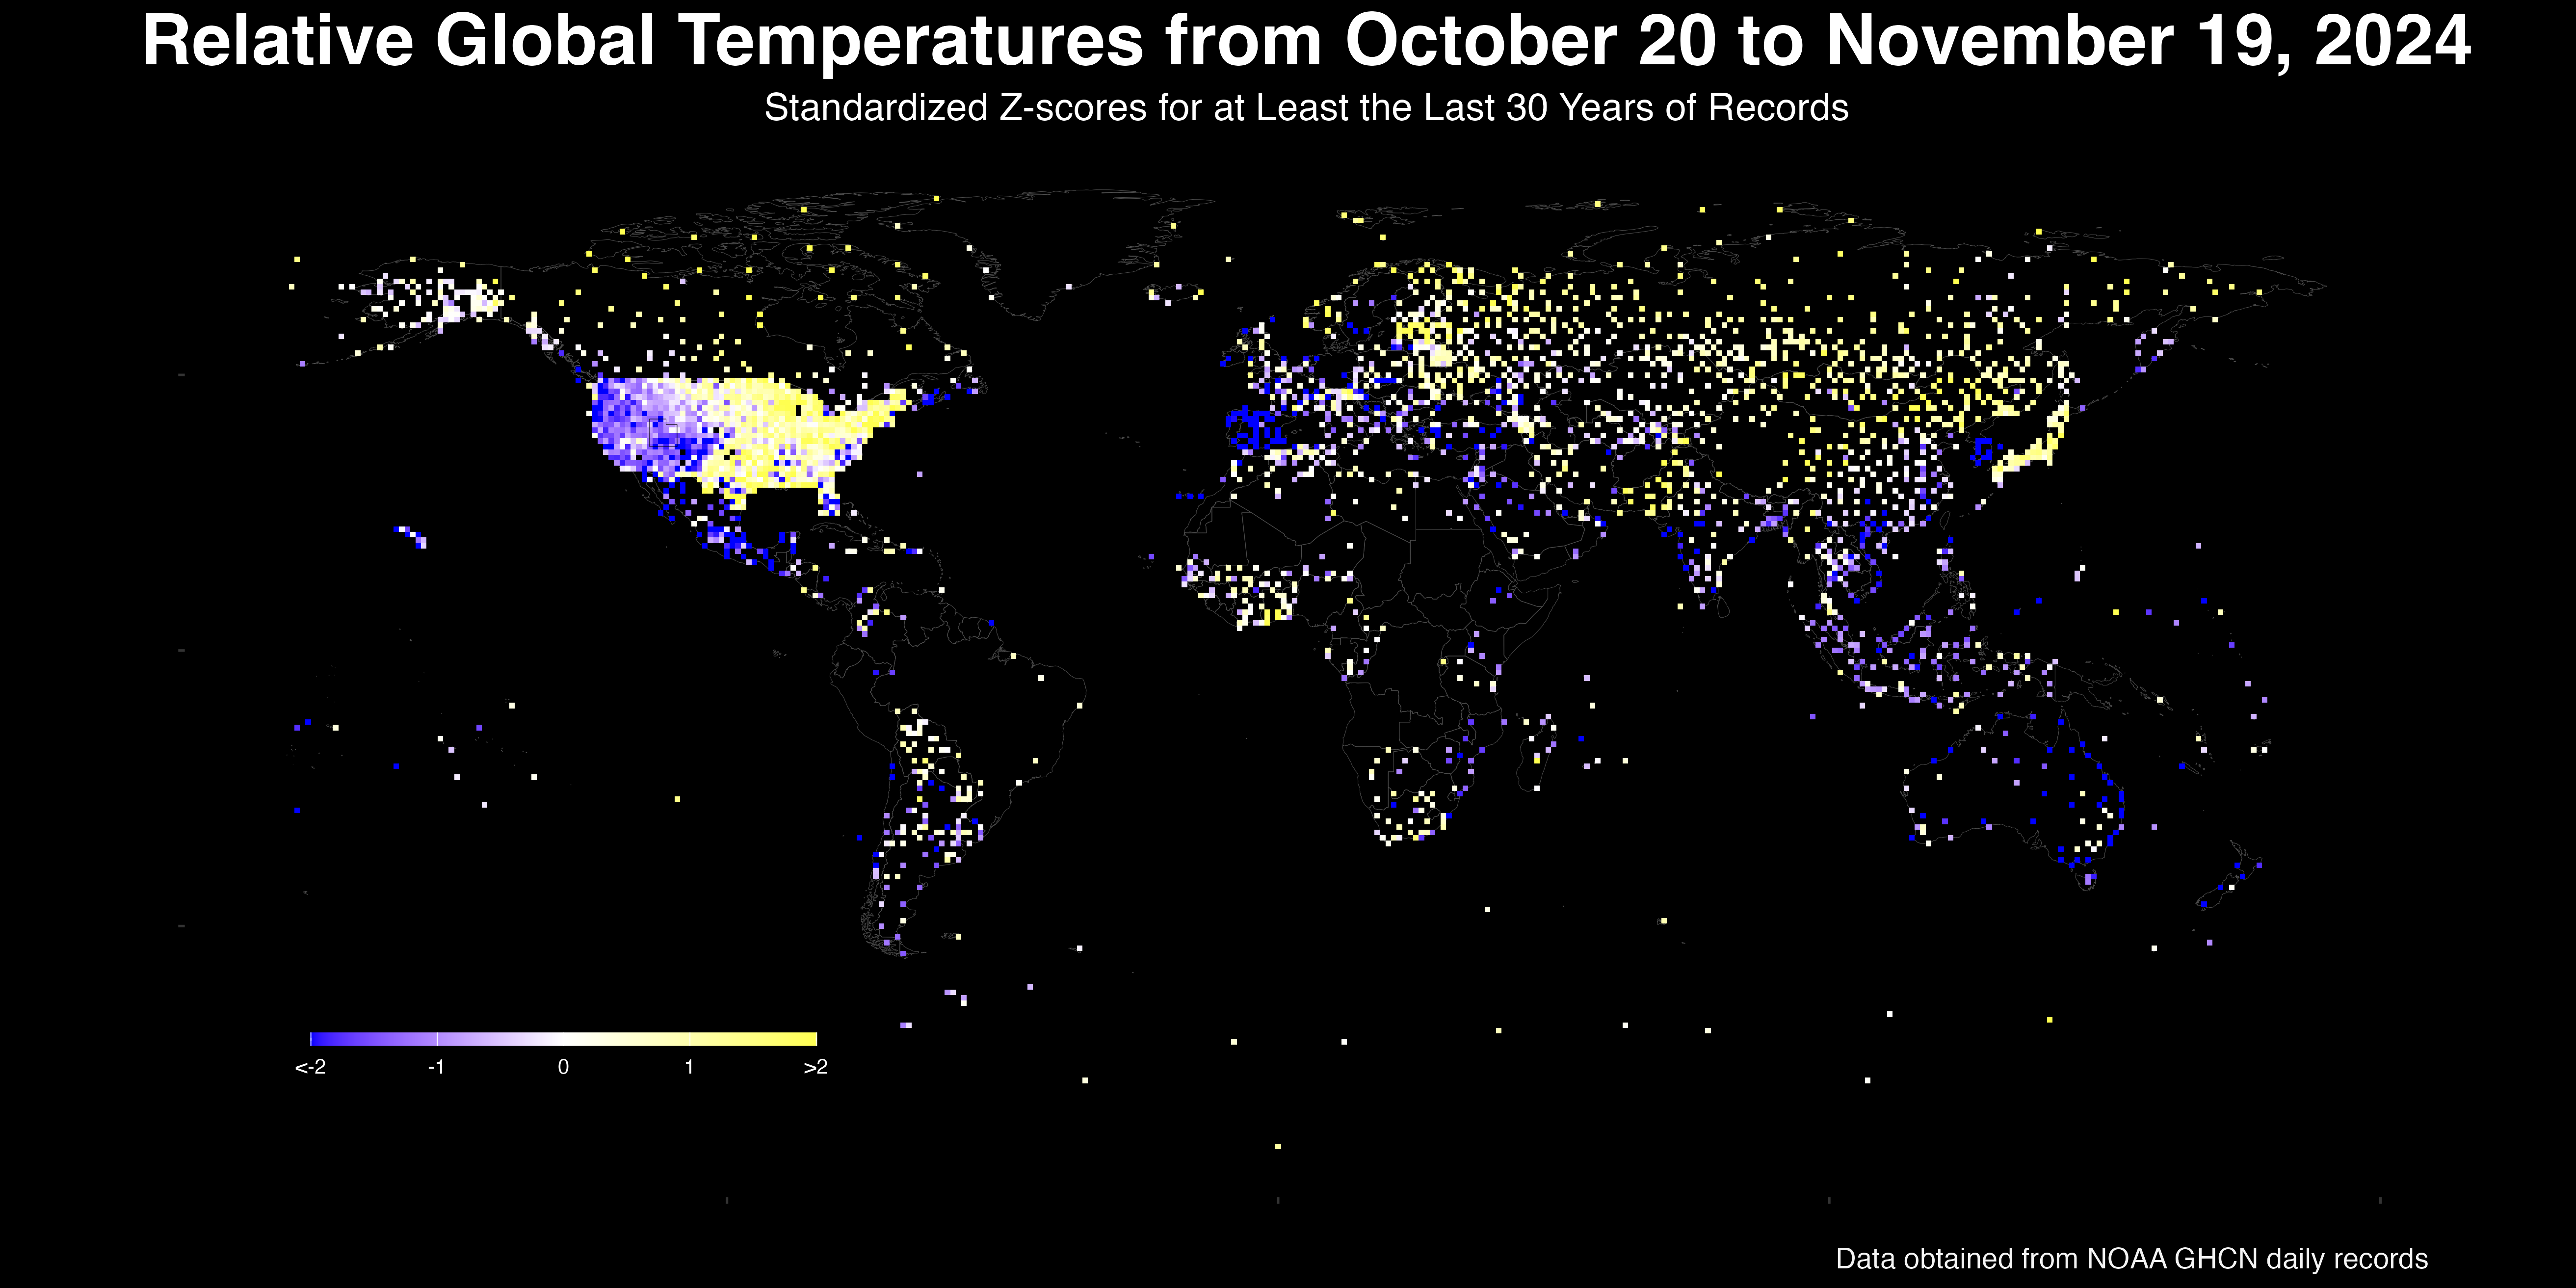 Relative Global Temperatures from October 20 to November 19, 2024
Standardized Z-scores for at Least the Last 30 Years of Records
<-2 -1 0 1 >2
Data obtained from NOAA GHCN daily records